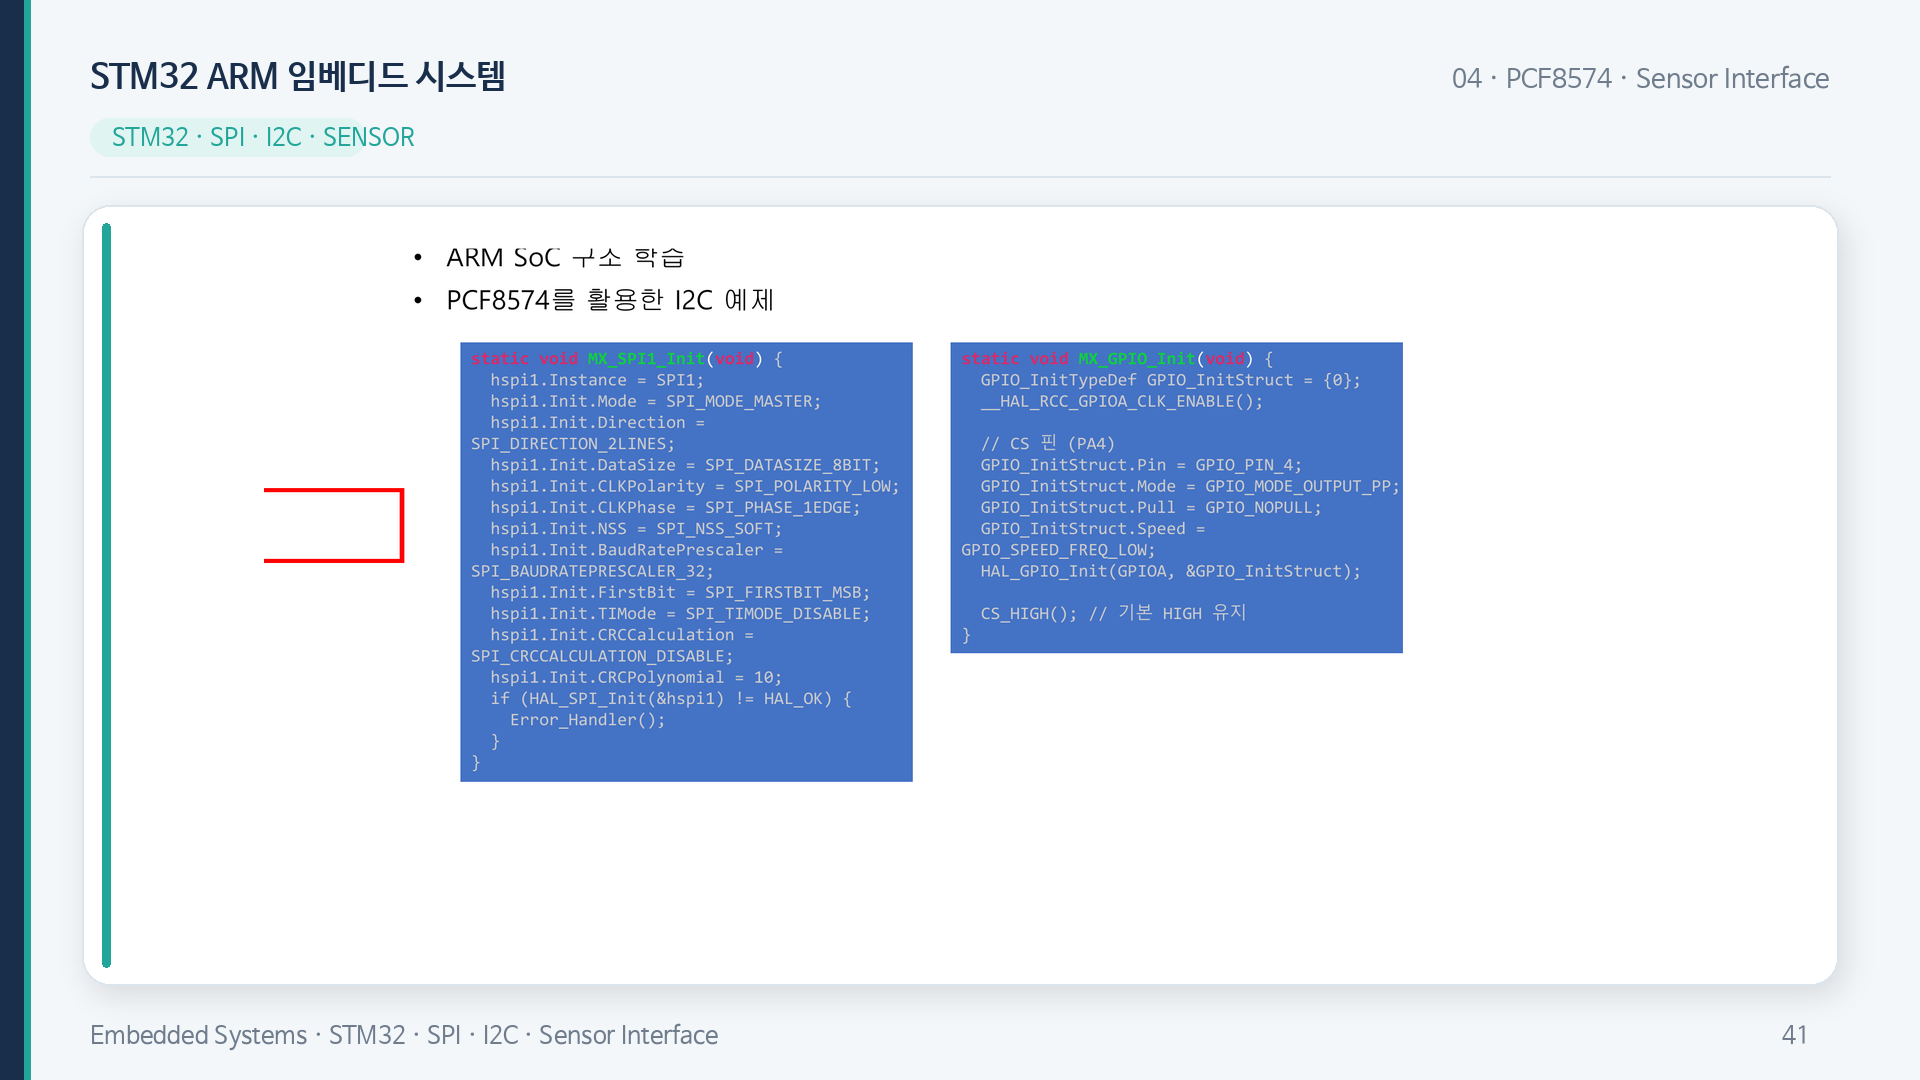 STM32 ARM 임베디드 시스템
04 · PCF8574 · Sensor Interface
STM32 · SPI · I2C · SENSOR
• ARM SoC 구조 학습
• PCF8574를 활용한 I2C 예제
static void MX_SPI1_Init(void) {
  hspi1.Instance = SPI1;
  hspi1.Init.Mode = SPI_MODE_MASTER;
  hspi1.Init.Direction =
SPI_DIRECTION_2LINES;
  hspi1.Init.DataSize = SPI_DATASIZE_8BIT;
  hspi1.Init.CLKPolarity = SPI_POLARITY_LOW;
  hspi1.Init.CLKPhase = SPI_PHASE_1EDGE;
  hspi1.Init.NSS = SPI_NSS_SOFT;
  hspi1.Init.BaudRatePrescaler =
SPI_BAUDRATEPRESCALER_32;
  hspi1.Init.FirstBit = SPI_FIRSTBIT_MSB;
  hspi1.Init.TIMode = SPI_TIMODE_DISABLE;
  hspi1.Init.CRCCalculation =
SPI_CRCCALCULATION_DISABLE;
  hspi1.Init.CRCPolynomial = 10;
  if (HAL_SPI_Init(&hspi1) != HAL_OK) {
    Error_Handler();
  }
}
static void MX_GPIO_Init(void) {
  GPIO_InitTypeDef GPIO_InitStruct = {0};
  __HAL_RCC_GPIOA_CLK_ENABLE();
  // CS 핀 (PA4)
  GPIO_InitStruct.Pin = GPIO_PIN_4;
  GPIO_InitStruct.Mode = GPIO_MODE_OUTPUT_PP;
  GPIO_InitStruct.Pull = GPIO_NOPULL;
  GPIO_InitStruct.Speed =
GPIO_SPEED_FREQ_LOW;
  HAL_GPIO_Init(GPIOA, &GPIO_InitStruct);
  CS_HIGH(); // 기본 HIGH 유지
}
Embedded Systems · STM32 · SPI · I2C · Sensor Interface
41